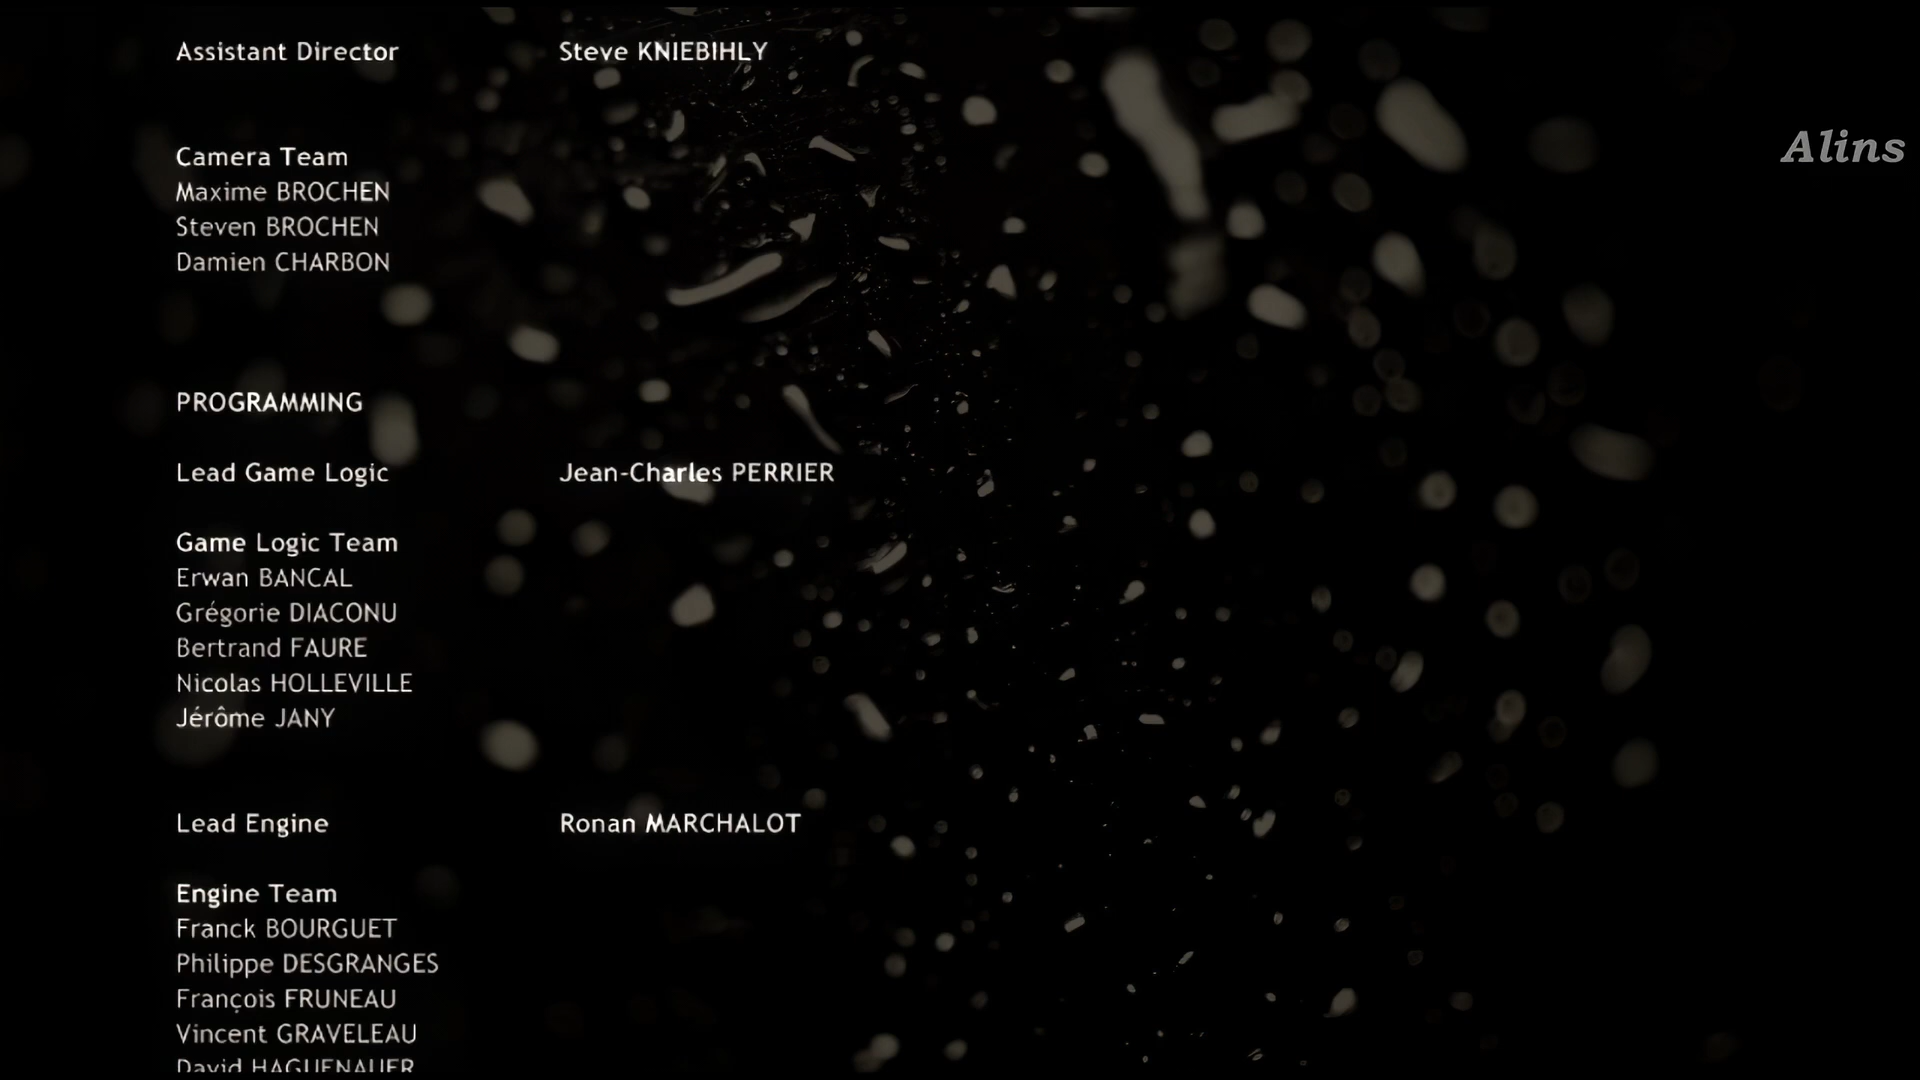 Assistant Director Steve KNIEBIHLY
Alins
Camera Team
Maxime BROCHEN
Steven BROCHEN
Damien CHARBON
PROGRAMMING
Lead Game Logic Jean-Charles PERRIER
Game Logic Team
Erwan BANCAL
Grégorie DIACONU
Bertrand FAURE
Nicolas HOLLEVILLE
Jérôme JANY
Lead Engine Ronan MARCHALOT
Engine Team
Franck BOURGUET
Philippe DESGRANGES
François FRUNEAU
Vincent GRAVELEAU
David HAGUENAUER